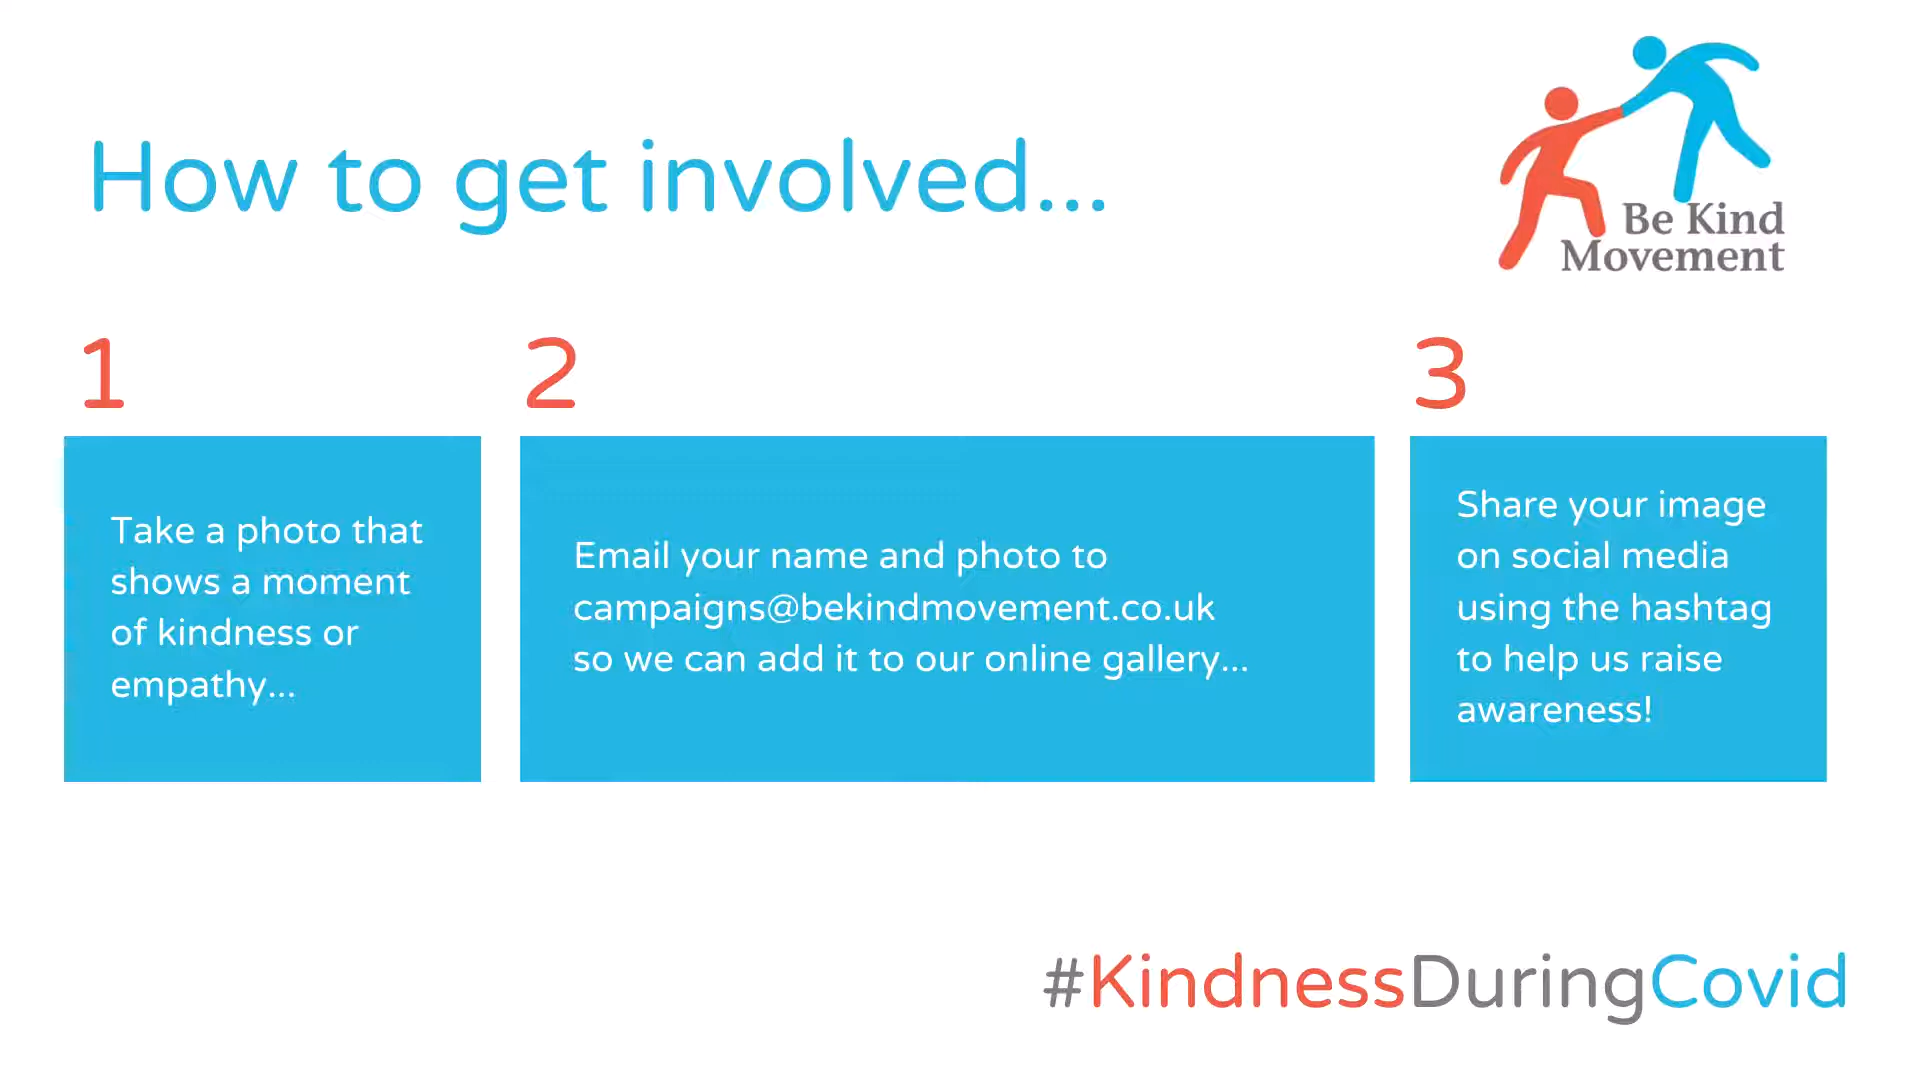 How to get involved...
Be Kind
Movement
1
Take a photo that
shows a moment
of kindness or
empathy...
2
Email your name and photo to
campaigns@bekindmovement.co.uk
so we can add it to our online gallery...
3
Share your image
on social media
using the hashtag
to help us raise
awareness!
#KindnessDuringCovid